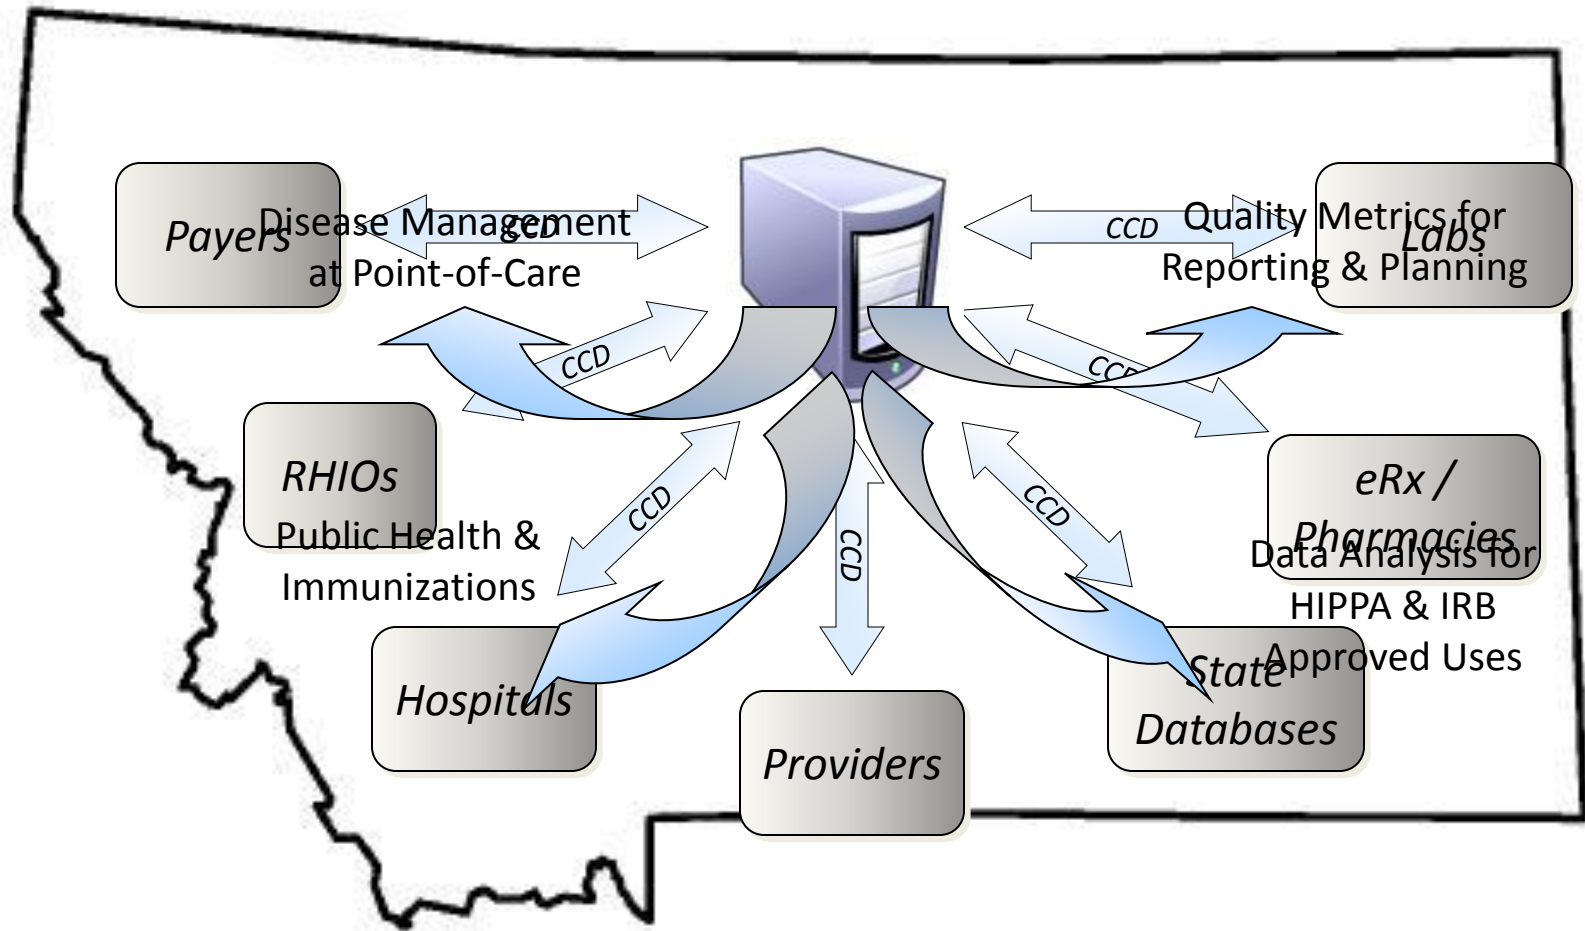 Payers
Disease Management
at Point-of-Care
CCD
CCD
Quality Metrics for
Reporting & Planning
Labs
CCD
CCD
RHIOs
Public Health &
Immunizations
CCD
CCD
CCD
eRx /
Pharmacies
Data Analysis for
HIPPA & IRB
Approved Uses
Hospitals
Providers
State
Databases